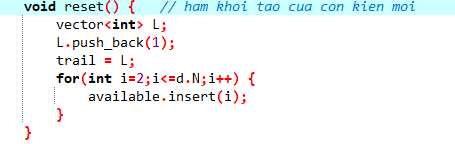 void reset() {   // ham khoi tao cua con kien moi
    vector<int> L;
    L.push_back(1);
    trail = L;
    for(int i=2;i<=d.N;i++) {
        available.insert(i);
    }
}